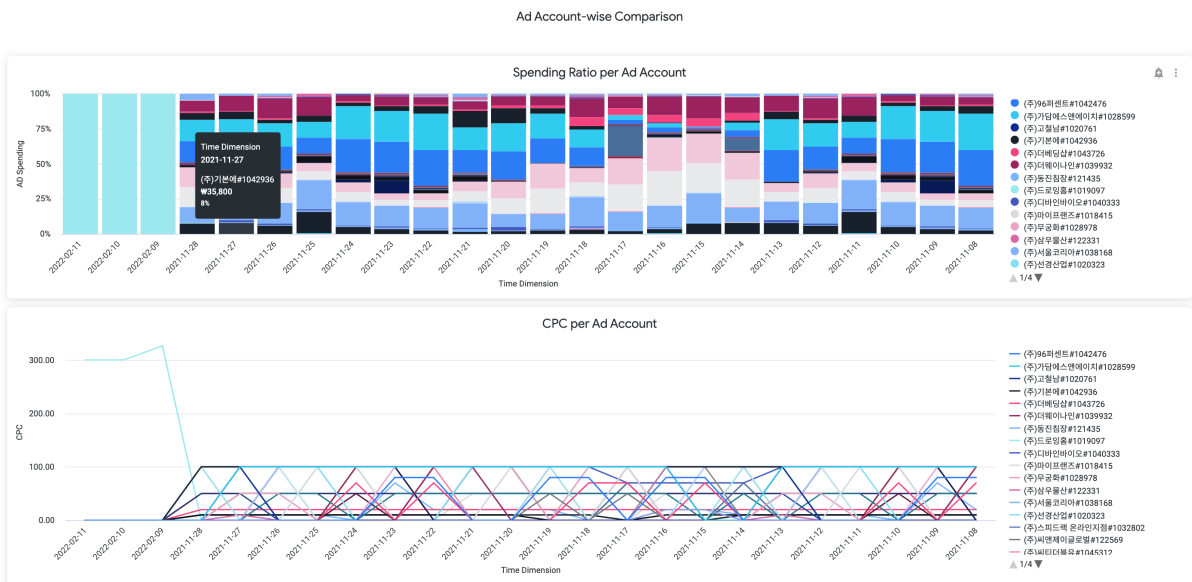 Ad Account-wise Comparison
Spending Ratio per Ad Account
100%
75%
50%
25%
0%
AD Spending
Time Dimension
2021-11-27
(주)기본에#1042936
₩35,800
8%
2022-02-11
2022-02-10
2022-02-09
2021-11-28
2021-11-27
2021-11-26
2021-11-25
2021-11-24
2021-11-23
2021-11-22
2021-11-21
2021-11-20
2021-11-19
2021-11-18
2021-11-17
2021-11-16
2021-11-15
2021-11-14
2021-11-13
2021-11-12
2021-11-11
2021-11-10
2021-11-09
2021-11-08
Time Dimension
(주)96퍼센트#1042476
(주)가담에스앤에이치#1028599
(주)고철남#1020761
(주)기본에#1042936
(주)더베딩샵#1043726
(주)더웨이나인#1039932
(주)동진침장#121435
(주)드로잉홈#1019097
(주)디바인바이오#1040333
(주)마이프랜즈#1018415
(주)무궁화#1028978
(주)삼우물산#122331
(주)서울코리아#1038168
(주)선경산업#1020323
1/4
CPC per Ad Account
300.00
200.00
100.00
0.00
CPC
2022-02-11
2022-02-10
2022-02-09
2021-11-28
2021-11-27
2021-11-26
2021-11-25
2021-11-24
2021-11-23
2021-11-22
2021-11-21
2021-11-20
2021-11-19
2021-11-18
2021-11-17
2021-11-16
2021-11-15
2021-11-14
2021-11-13
2021-11-12
2021-11-11
2021-11-10
2021-11-09
2021-11-08
Time Dimension
(주)96퍼센트#1042476
(주)가담에스앤에이치#1028599
(주)고철남#1020761
(주)기본에#1042936
(주)더베딩샵#1043726
(주)더웨이나인#1039932
(주)동진침장#121435
(주)드로잉홈#1019097
(주)디바인바이오#1040333
(주)마이프랜즈#1018415
(주)무궁화#1028978
(주)삼우물산#122331
(주)서울코리아#1038168
(주)선경산업#1020323
(주)스피드랙 온라인지점#1032802
(주)씨앤제이글로벌#122569
(주)씨티더블유#1045312
1/4